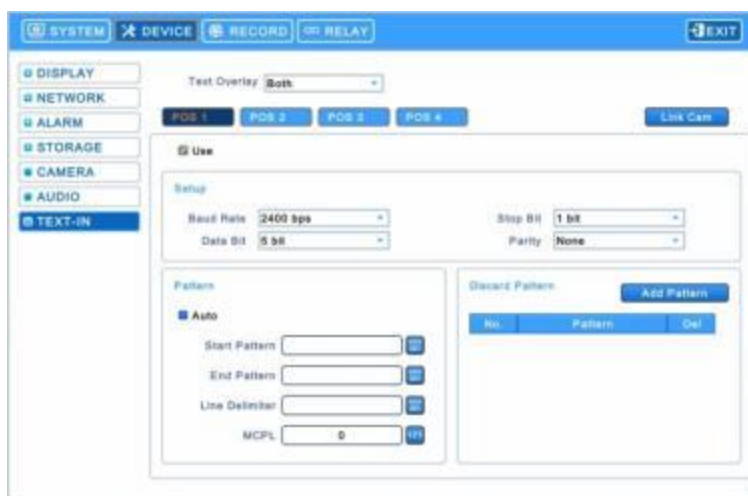 SYSTEM DEVICE RECORD RELAY EXIT
DISPLAY
NETWORK
ALARM
STORAGE
CAMERA
AUDIO
TEXT-IN
Text Overlay Both
POS 1 POS 2 POS 3 POS 4 Link Cam
Use
Setup
Baud Rate 2400 bps Stop Bit 1 bit
Data Bit 5 bit Parity None
Pattern
Auto
Start Pattern
End Pattern
Line Delimiter
MCPL 0 123
Discard Pattern Add Pattern
No. Pattern Del